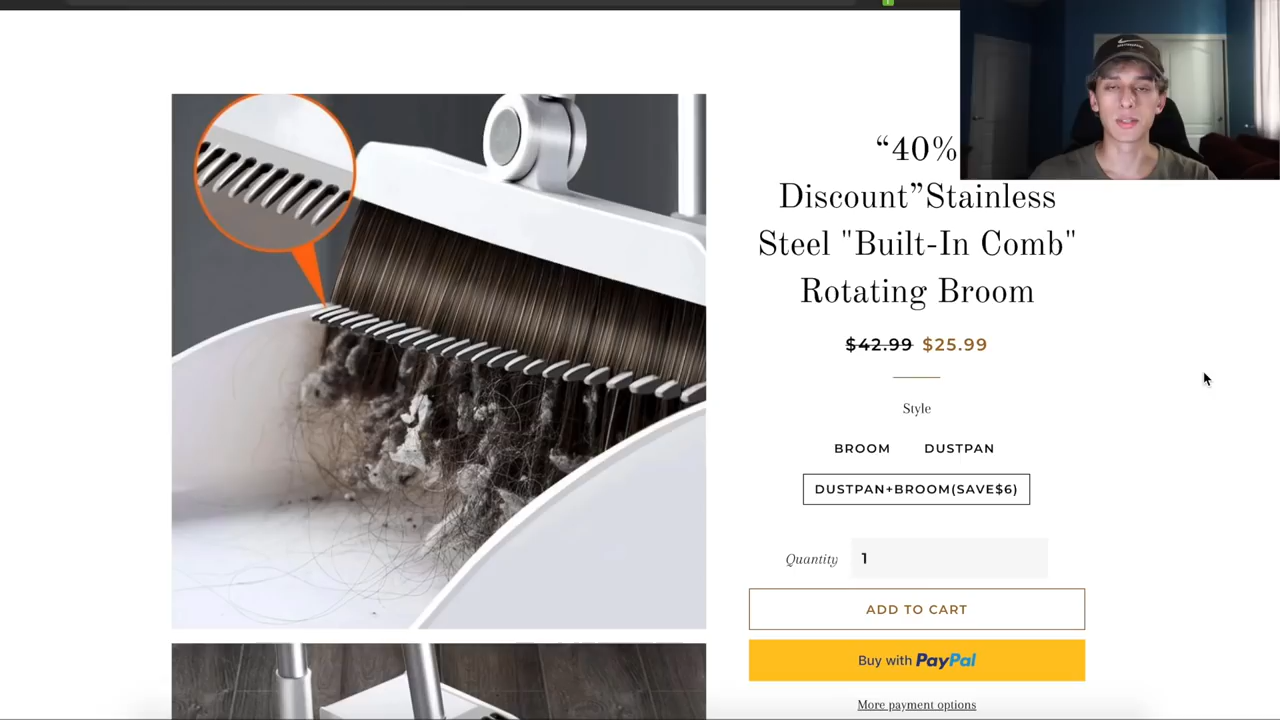 “40%
Discount”Stainless
Steel "Built-In Comb"
Rotating Broom
$42.99 $25.99
Style
BROOM DUSTPAN
DUSTPAN+BROOM(SAVE$6)
Quantity 1
ADD TO CART
Buy with PayPal
More payment options